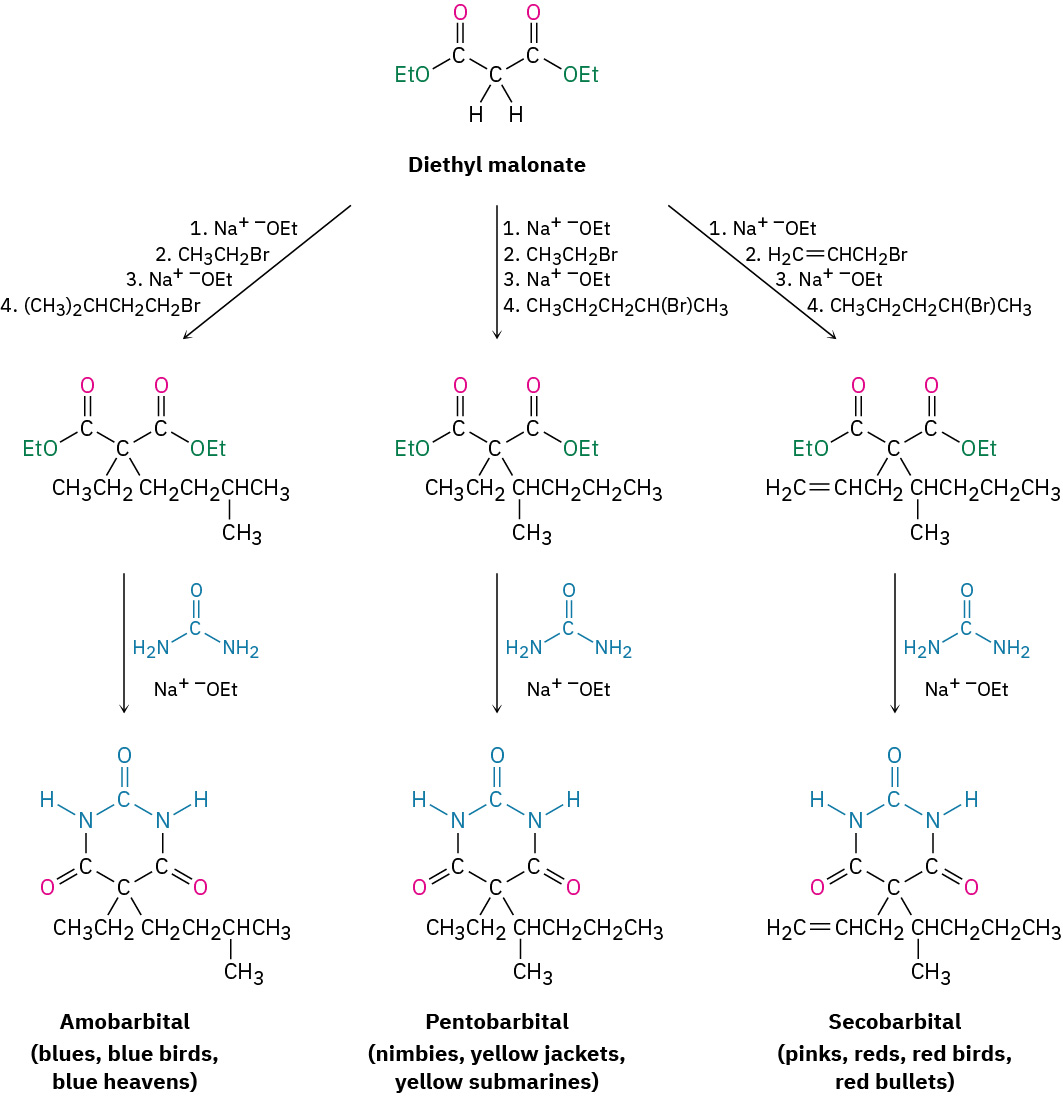 O O
C C
EtO C OEt
H H
Diethyl malonate
1. Na⁺ ⁻OEt
2. CH₃CH₂Br
3. Na⁺ ⁻OEt
4. (CH₃)₂CHCH₂CH₂Br
1. Na⁺ ⁻OEt
2. CH₃CH₂Br
3. Na⁺ ⁻OEt
4. CH₃CH₂CH₂CH(Br)CH₃
1. Na⁺ ⁻OEt
2. H₂C=CHCH₂Br
3. Na⁺ ⁻OEt
4. CH₃CH₂CH₂CH(Br)CH₃
O O
C C
EtO C OEt
CH₃CH₂ CH₂CH₂CHCH₃
CH₃
O O
C C
EtO C OEt
CH₃CH₂ CHCH₂CH₂CH₃
CH₃
O O
C C
EtO C OEt
H₂C=CHCH₂ CHCH₂CH₂CH₃
CH₃
O
C
H₂N NH₂
Na⁺ ⁻OEt
O
C
H₂N NH₂
Na⁺ ⁻OEt
O
C
H₂N NH₂
Na⁺ ⁻OEt
O
H C H
N N
C C
O C O
CH₃CH₂ CH₂CH₂CHCH₃
CH₃
Amobarbital
(blues, blue birds,
blue heavens)
O
H C H
N N
C C
O C O
CH₃CH₂ CHCH₂CH₂CH₃
CH₃
Pentobarbital
(nimbies, yellow jackets,
yellow submarines)
O
H C H
N N
C C
O C O
H₂C=CHCH₂ CHCH₂CH₂CH₃
CH₃
Secobarbital
(pinks, reds, red birds,
red bullets)